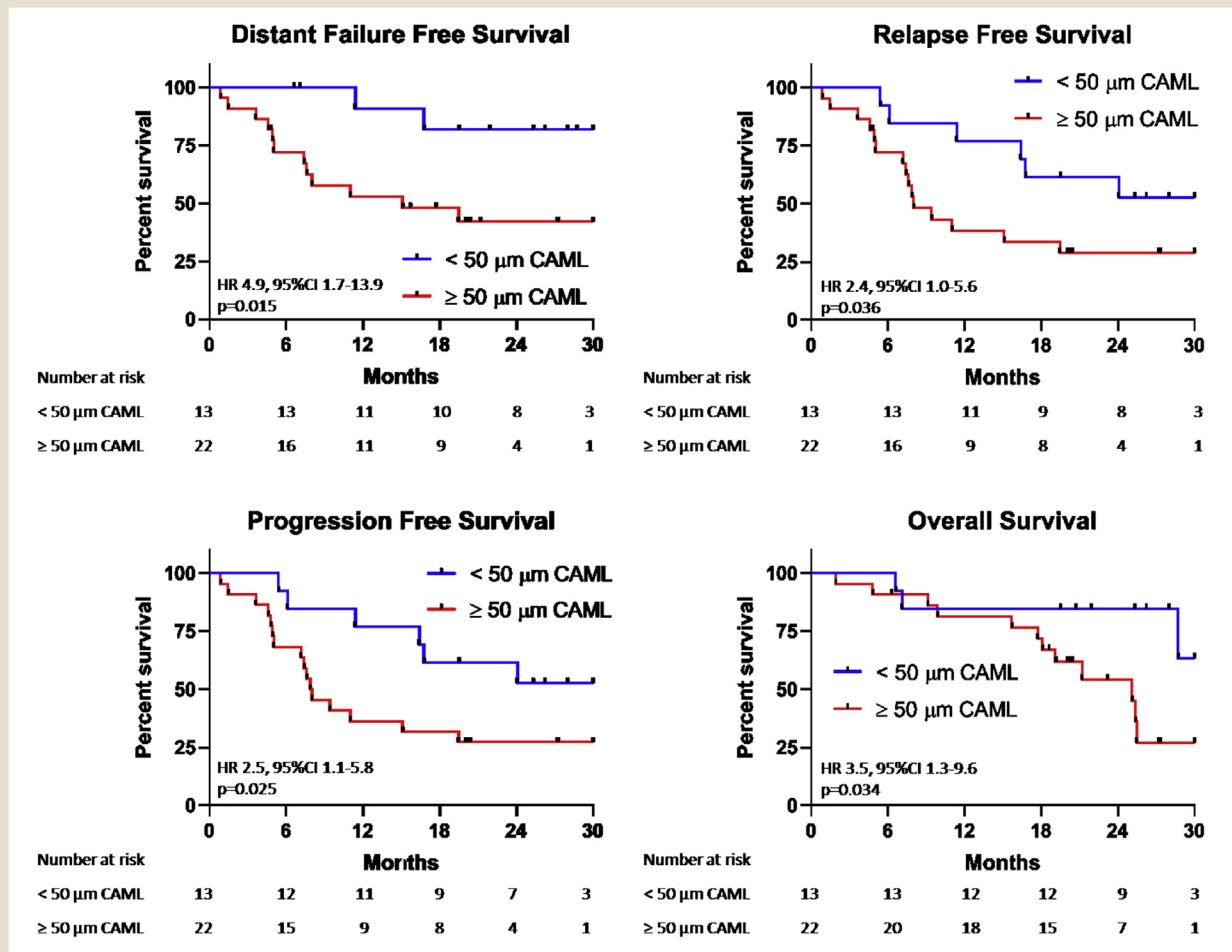 Distant Failure Free Survival
Percent survival
100
75
50
25
0
< 50 μm CAML
≥ 50 μm CAML
HR 4.9, 95%CI 1.7-13.9
p=0.015
0 6 12 18 24 30
Months
Number at risk
< 50 μm CAML 13 13 11 10 8 3
≥ 50 μm CAML 22 16 11 9 4 1
Relapse Free Survival
Percent survival
100
75
50
25
0
< 50 μm CAML
≥ 50 μm CAML
HR 2.4, 95%CI 1.0-5.6
p=0.036
0 6 12 18 24 30
Months
Number at risk
< 50 μm CAML 13 13 11 9 8 3
≥ 50 μm CAML 22 16 9 8 4 1
Progression Free Survival
Percent survival
100
75
50
25
0
< 50 μm CAML
≥ 50 μm CAML
HR 2.5, 95%CI 1.1-5.8
p=0.025
0 6 12 18 24 30
Months
Number at risk
< 50 μm CAML 13 12 11 9 7 3
≥ 50 μm CAML 22 15 9 8 4 1
Overall Survival
Percent survival
100
75
50
25
0
< 50 μm CAML
≥ 50 μm CAML
HR 3.5, 95%CI 1.3-9.6
p=0.034
0 6 12 18 24 30
Months
Number at risk
< 50 μm CAML 13 13 12 12 9 3
≥ 50 μm CAML 22 20 18 15 7 1